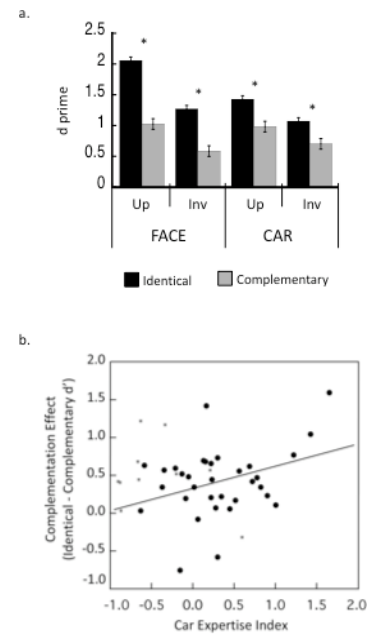 a.
d prime
2.5
2
1.5
1
0.5
0
* * * *
Up Inv Up Inv
FACE CAR
Identical Complementary
b.
Complementation Effect
(Identical - Complementary d')
2.0
1.5
1.0
0.5
0.0
-0.5
-1.0
-1.0 -0.5 0.0 0.5 1.0 1.5 2.0
Car Expertise Index